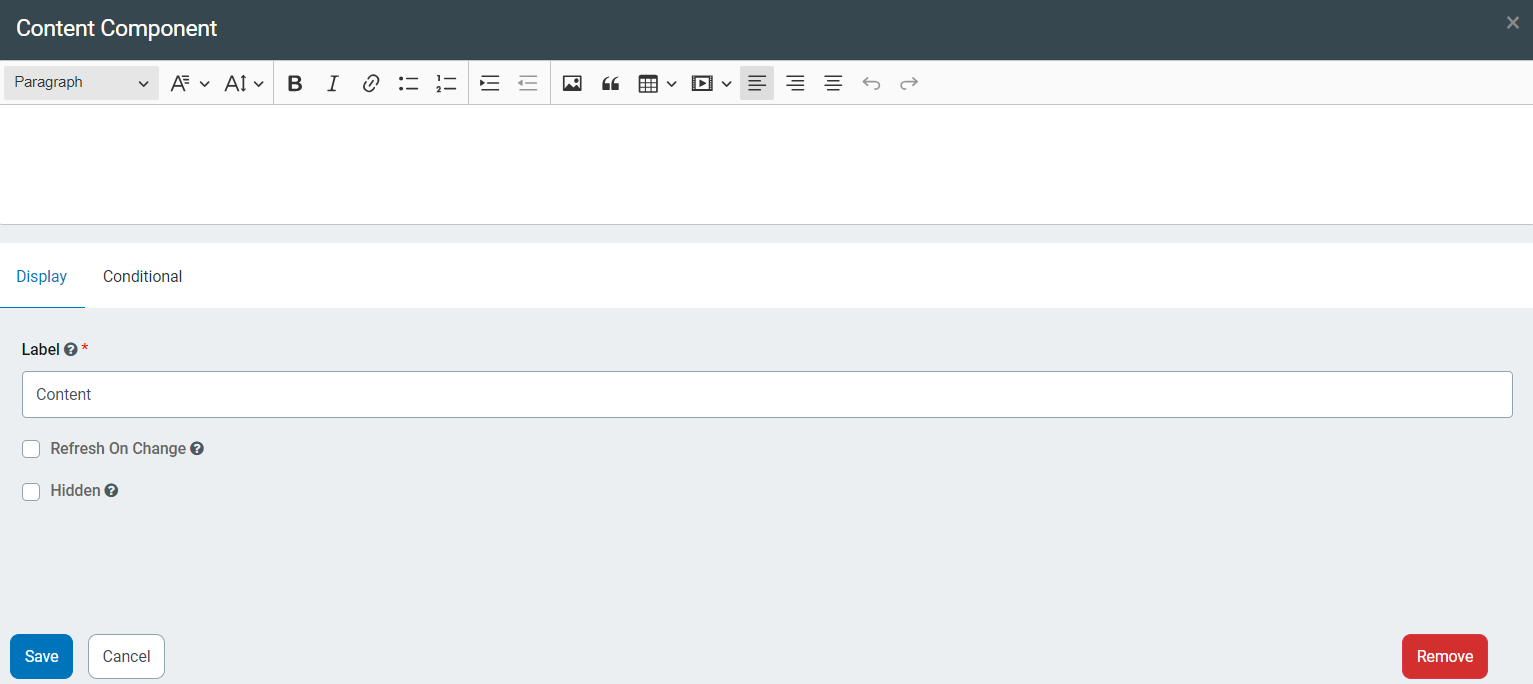 Content Component
Paragraph
Display Conditional
Label *
Content
Refresh On Change
Hidden
Save Cancel Remove